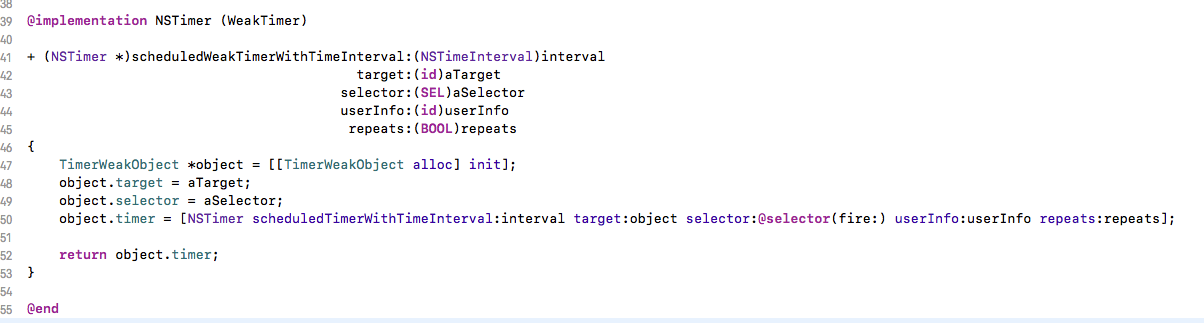 38
39 @implementation NSTimer (WeakTimer)
40
41 + (NSTimer *)scheduledWeakTimerWithTimeInterval:(NSTimeInterval)interval
42                                          target:(id)aTarget
43                                        selector:(SEL)aSelector
44                                        userInfo:(id)userInfo
45                                         repeats:(BOOL)repeats
46 {
47     TimerWeakObject *object = [[TimerWeakObject alloc] init];
48     object.target = aTarget;
49     object.selector = aSelector;
50     object.timer = [NSTimer scheduledTimerWithTimeInterval:interval target:object selector:@selector(fire:) userInfo:userInfo repeats:repeats];
51
52     return object.timer;
53 }
54
55 @end